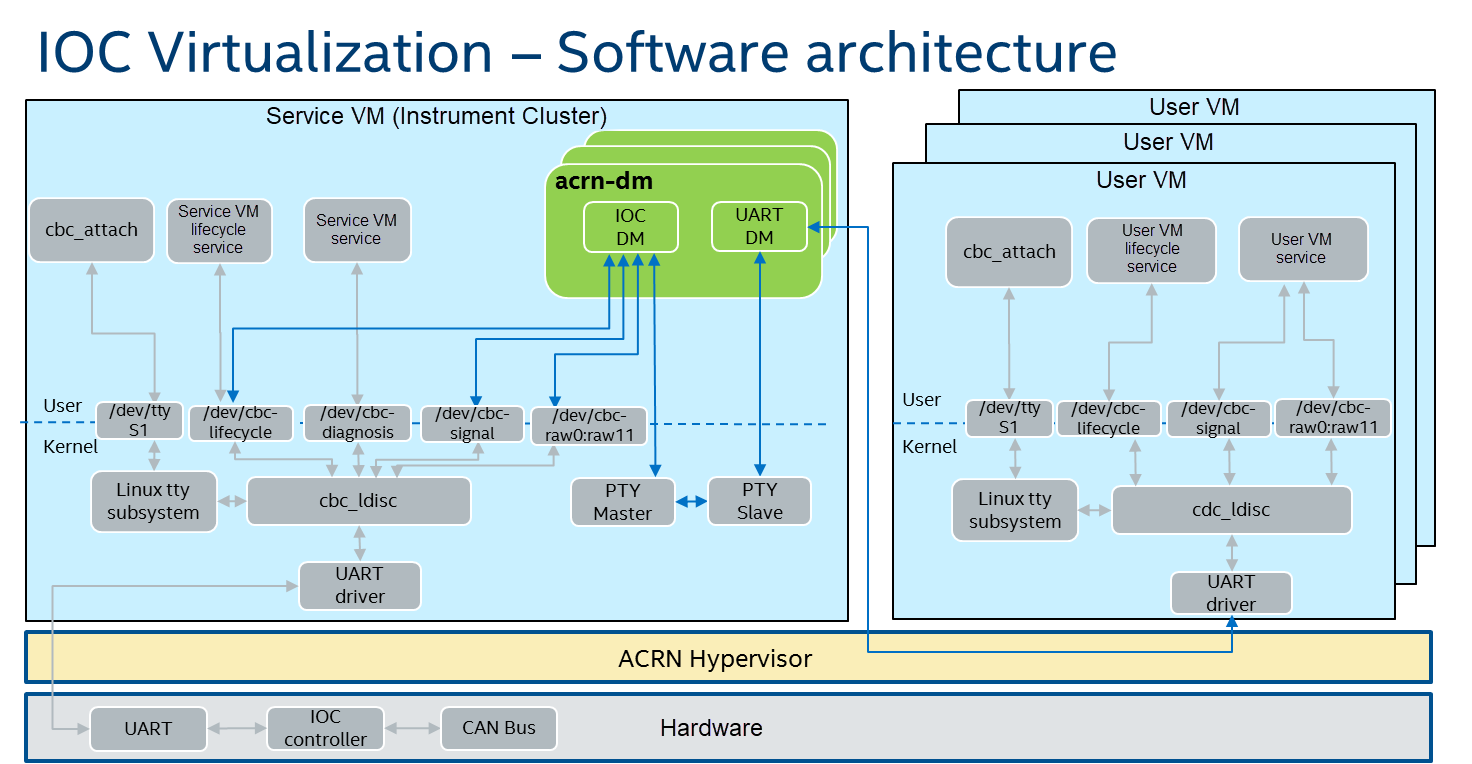 IOC Virtualization – Software architecture
Service VM (Instrument Cluster)
acrn-dm
IOC
DM
UART
DM
cbc_attach
Service VM
lifecycle
service
Service VM
service
User
Kernel
/dev/tty
S1
/dev/cbc-
lifecycle
/dev/cbc-
diagnosis
/dev/cbc-
signal
/dev/cbc-
raw0:raw11
Linux tty
subsystem
cbc_ldisc
PTY
Master
PTY
Slave
UART
driver
User VM
User VM
User VM
cbc_attach
User VM
lifecycle
service
User VM
service
User
Kernel
/dev/tty
S1
/dev/cbc-
lifecycle
/dev/cbc-
signal
/dev/cbc-
raw0:raw11
Linux tty
subsystem
cdc_ldisc
UART
driver
ACRN Hypervisor
UART
IOC
controller
CAN Bus
Hardware